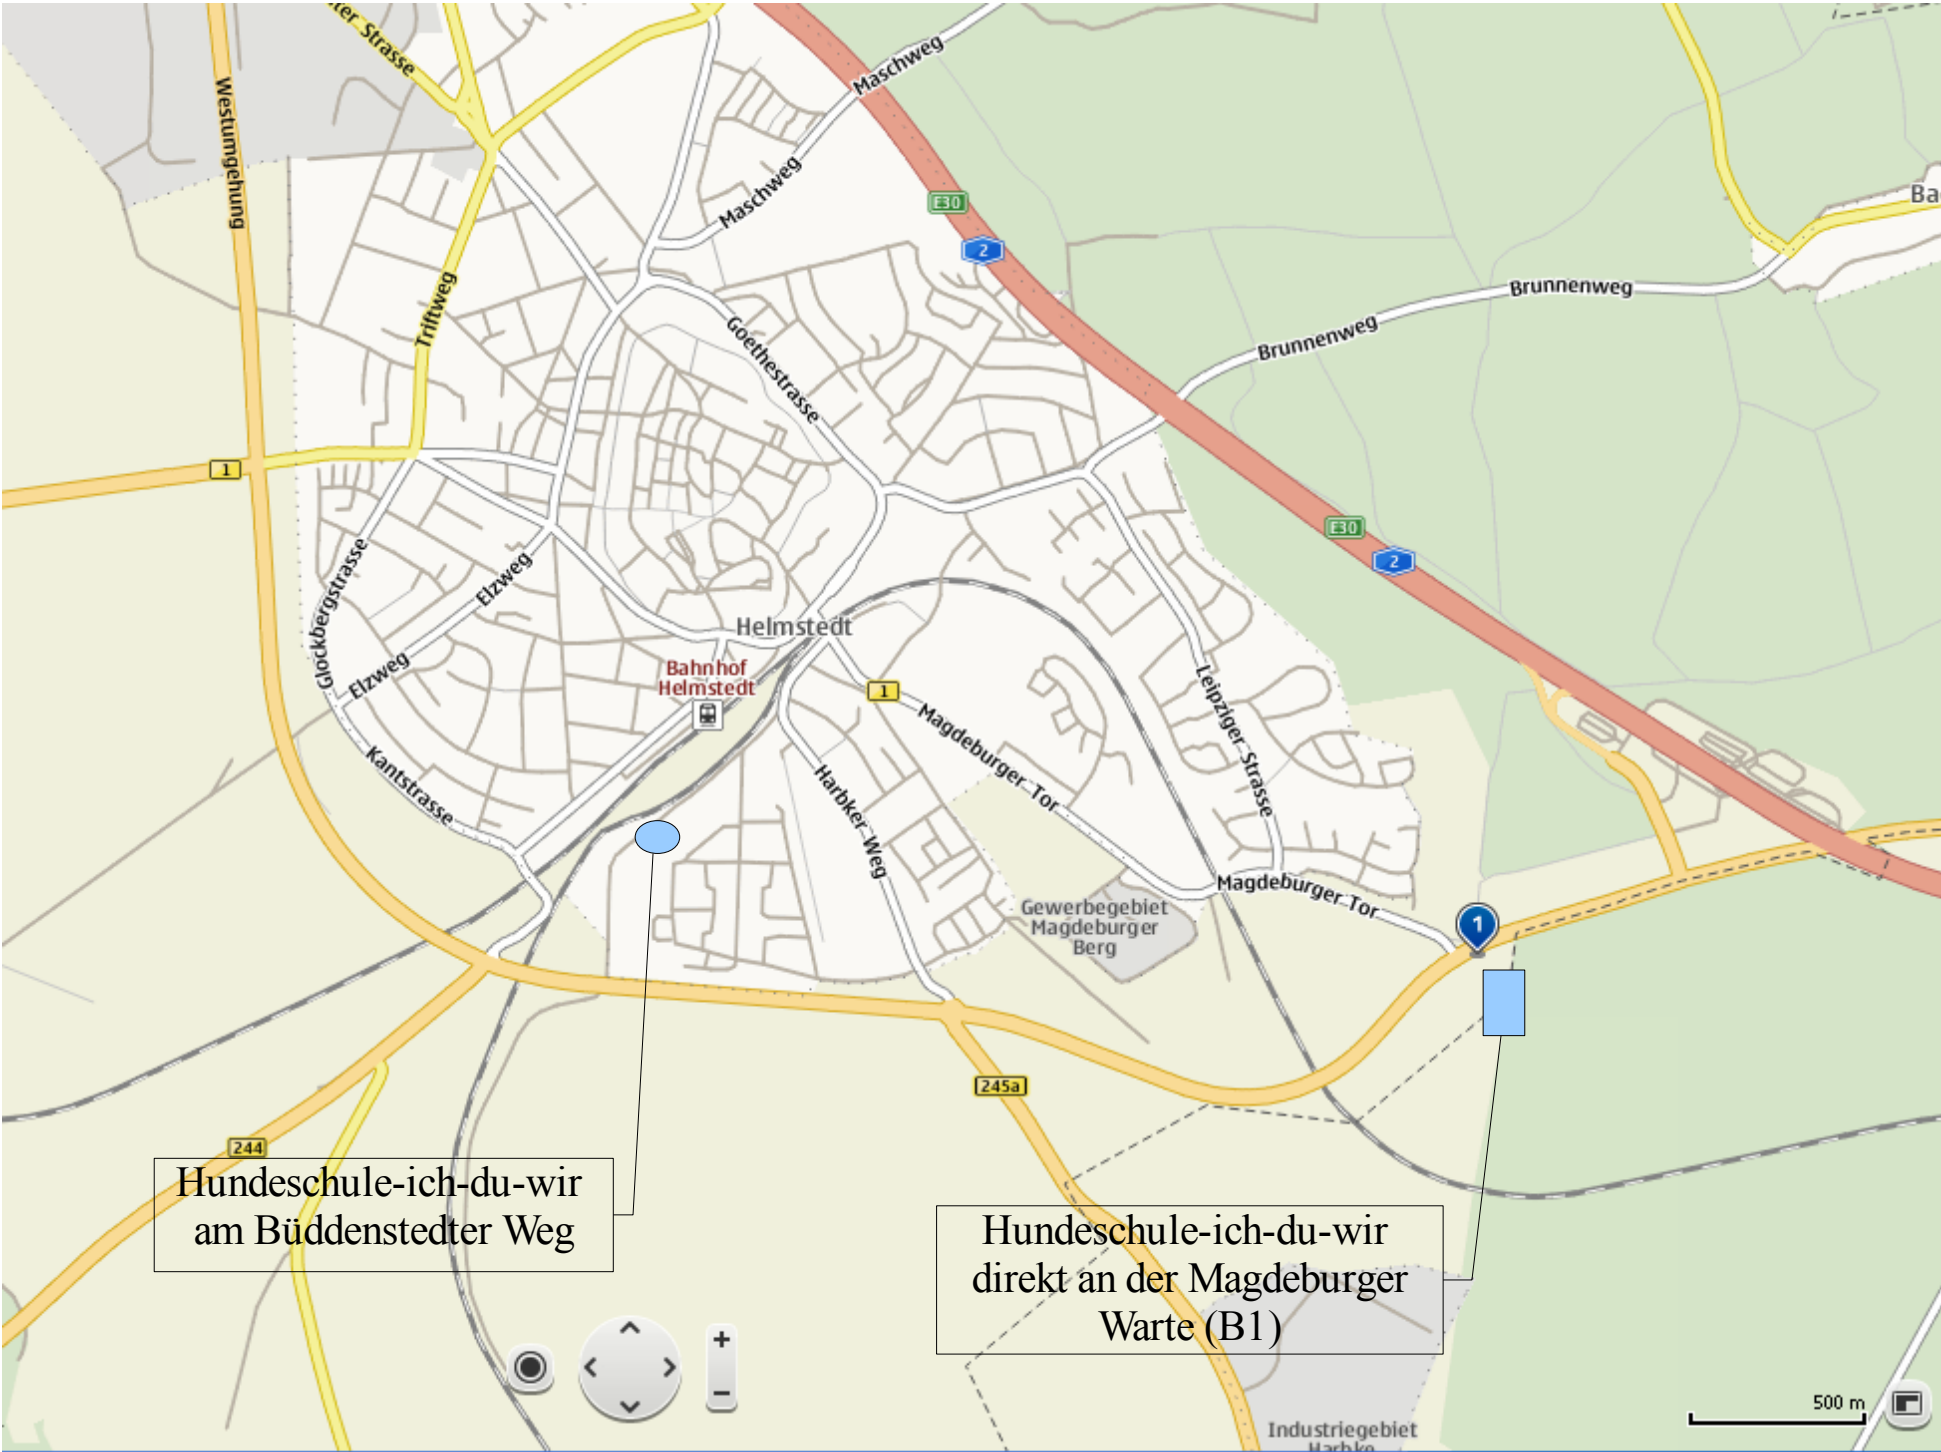 ter Strasse
Westumgehung
Maschweg
Maschweg
E30
2
Ba
Brunnenweg
Brunnenweg
Triftweg
Goethestrasse
1
E30
2
Glockbergstrasse
Elzweg
Elzweg
Helmstedt
Bahnhof
Helmstedt
1
Magdeburger Tor
Leipziger Strasse
Kantstrasse
Harbker Weg
Magdeburger Tor
Gewerbegebiet
Magdeburger
Berg
1
245a
244
Hundeschule-ich-du-wir
am Büddenstedter Weg
Hundeschule-ich-du-wir
direkt an der Magdeburger
Warte (B1)
500 m
Industriegebiet
Harbke